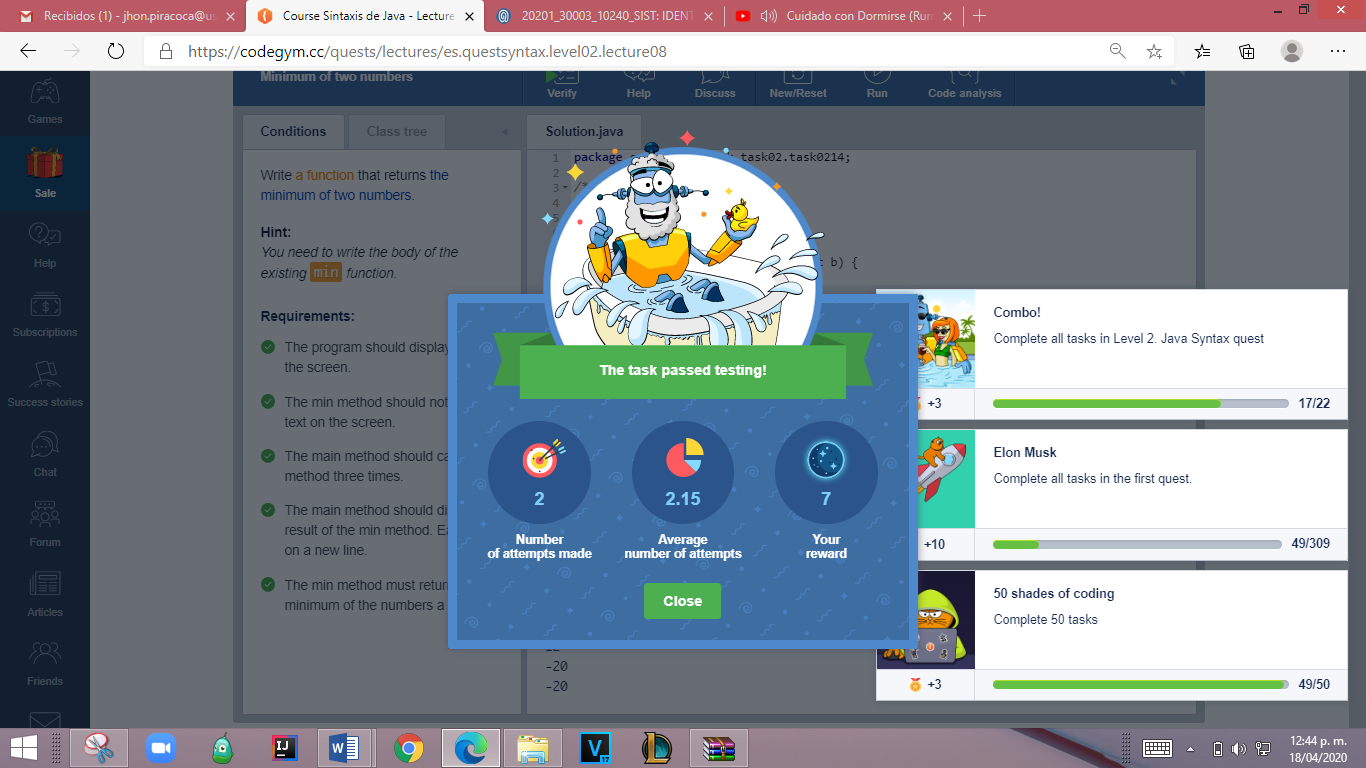 Recibidos (1) - jhon.piracoca@us
Course Sintaxis de Java - Lecture
20201_30003_10240_SIST: IDENT
Cuidado con Dormirse (Rum
https://codegym.cc/quests/lectures/es.questsyntax.level02.lecture08
Games
Sale
Help
Subscriptions
Success stories
Chat
Forum
Articles
Friends
Minimum of two numbers
Verify
Help
Discuss
New/Reset
Run
Code analysis
Conditions
Class tree
Solution.java
Write a function that returns the
minimum of two numbers.
Hint:
You need to write the body of the
existing min function.
Requirements:
The program should display
the screen.
The min method should not
text on the screen.
The main method should ca
method three times.
The main method should di
result of the min method. Ea
on a new line.
The min method must return
minimum of the numbers a
1 package
task02.task0214;
2
3 /*
4
5
t b) {
-20
-20
The task passed testing!
2
Number
of attempts made
2.15
Average
number of attempts
7
Your
reward
Close
Combo!
Complete all tasks in Level 2. Java Syntax quest
+3
17/22
Elon Musk
Complete all tasks in the first quest.
+10
49/309
50 shades of coding
Complete 50 tasks
+3
49/50
12:44 p. m.
18/04/2020